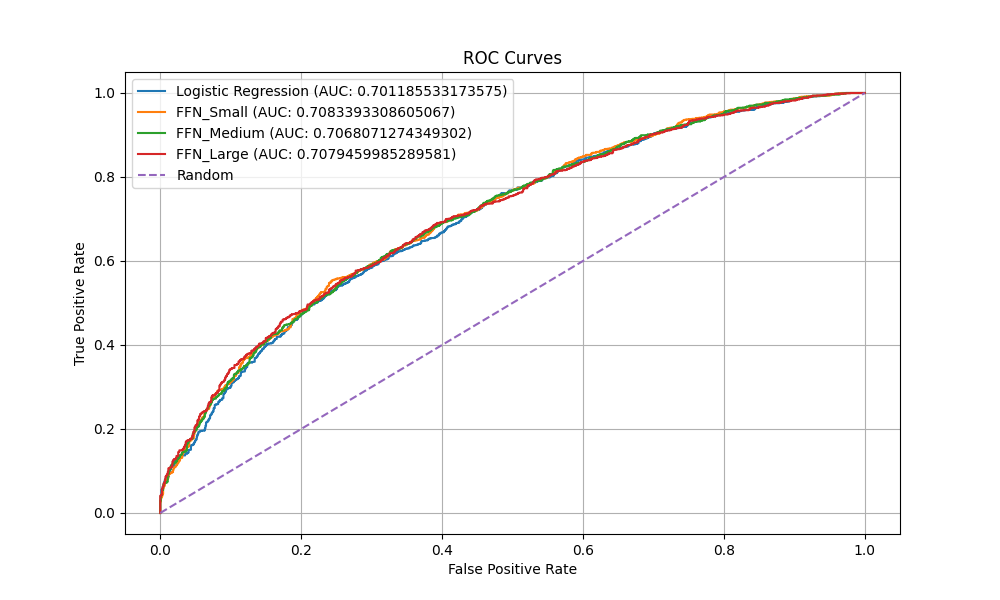 ROC Curves
Logistic Regression (AUC: 0.701185533173575)
FFN_Small (AUC: 0.7083393308605067)
FFN_Medium (AUC: 0.7068071274349302)
FFN_Large (AUC: 0.7079459985289581)
Random
True Positive Rate
1.0
0.8
0.6
0.4
0.2
0.0
0.0 0.2 0.4 0.6 0.8 1.0
False Positive Rate